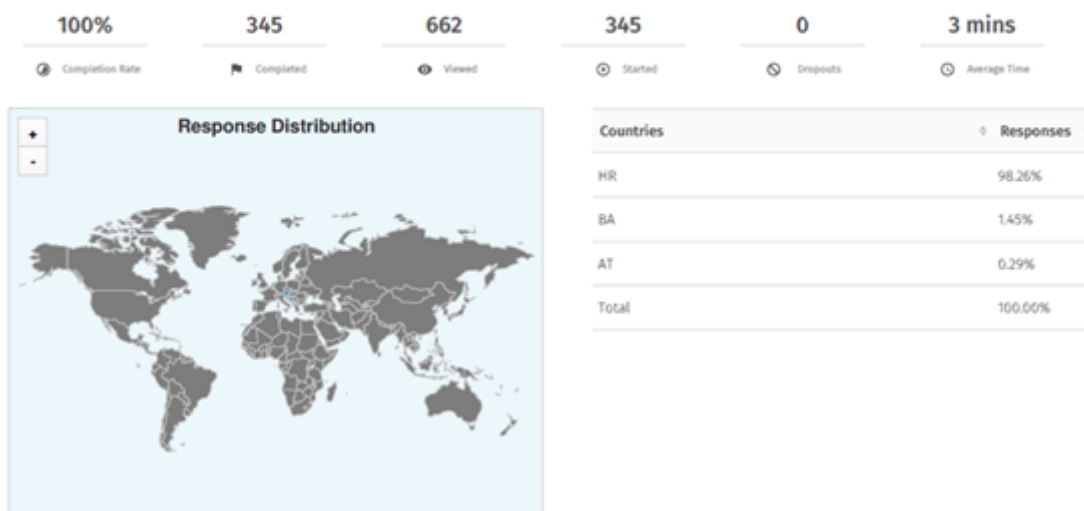 100% 345 662 345 0 3 mins
Completion Rate Completed Viewed Started Dropouts Average Time
+
-
Response Distribution
Countries Responses
HR 98.26%
BA 1.45%
AT 0.29%
Total 100.00%